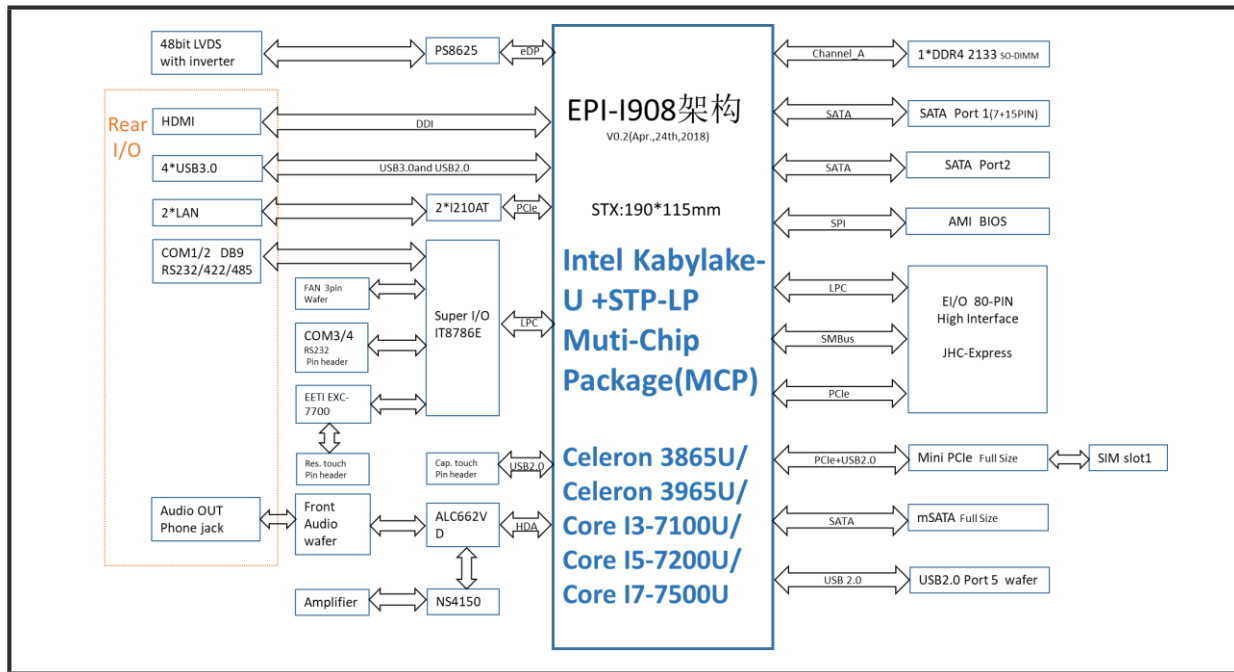 48bit LVDS
with inverter
PS8625
eDP
Rear
I/O
HDMI
DDI
4*USB3.0
USB3.0and USB2.0
2*LAN
2*I210AT
PCIe
COM1/2 DB9
RS232/422/485
FAN 3pin
Wafer
COM3/4
RS232
Pin header
EETI EXC-
7700
Super I/O
IT8786E
LPC
Res. touch
Pin header
Cap. touch
Pin header
USB2.0
Audio OUT
Phone jack
Front
Audio
wafer
ALC662V
D
HDA
Amplifier
NS4150
EPI-I908架构
V0.2(Apr.,24th,2018)
STX:190*115mm
Intel Kabylake-
U +STP-LP
Muti-Chip
Package(MCP)
Celeron 3865U/
Celeron 3965U/
Core I3-7100U/
Core I5-7200U/
Core I7-7500U
Channel_A
1*DDR4 2133 SO-DIMM
SATA
SATA Port 1(7+15PIN)
SATA
SATA Port2
SPI
AMI BIOS
LPC
SMBus
PCIe
EI/O 80-PIN
High Interface
JHC-Express
PCIe+USB2.0
Mini PCIe Full Size
SIM slot1
SATA
mSATA Full Size
USB 2.0
USB2.0 Port 5 wafer